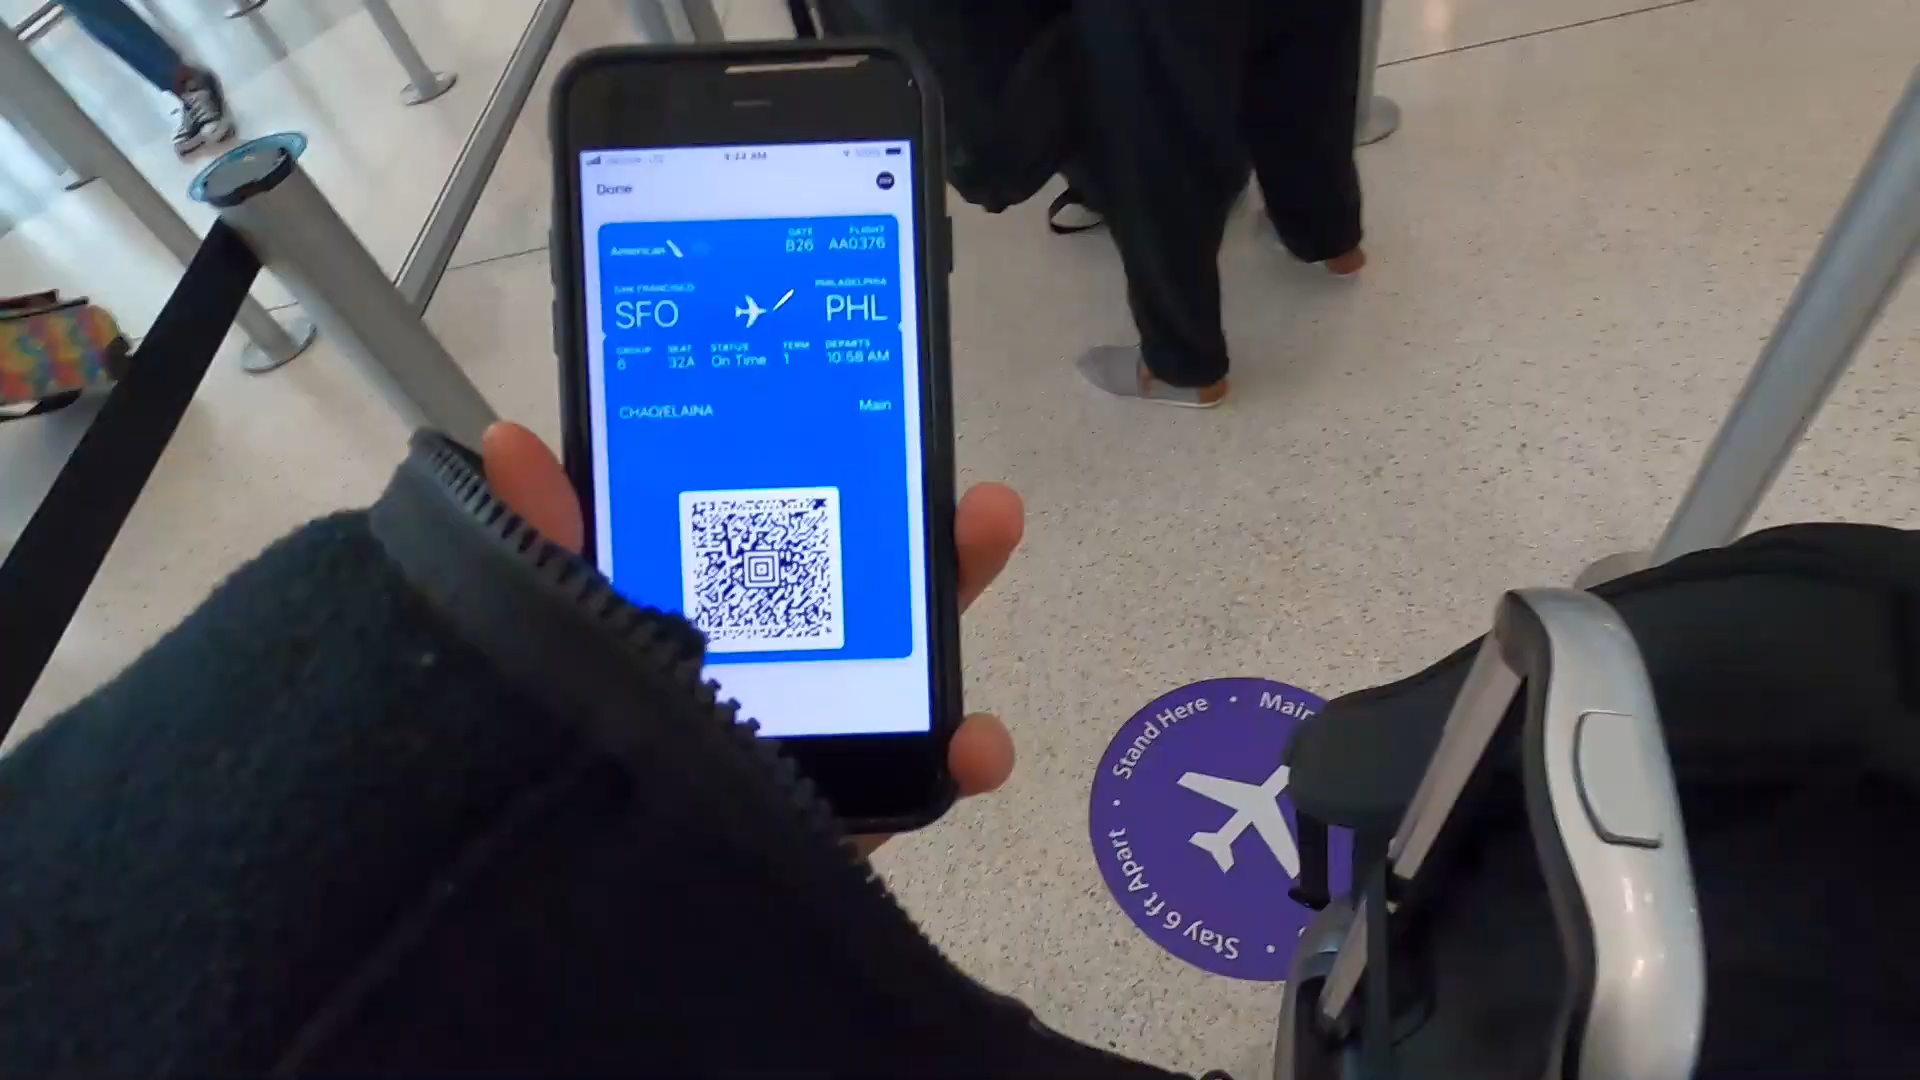 Done
American
GATE FLIGHT
B26 AA0376
SAN FRANCISCO PHILADELPHIA
SFO PHL
GROUP SEAT STATUS TERM DEPARTS
6 32A On Time 1 10:58 AM
CHAO/ELAINA Main
Stand Here
Stay 6 ft Apart